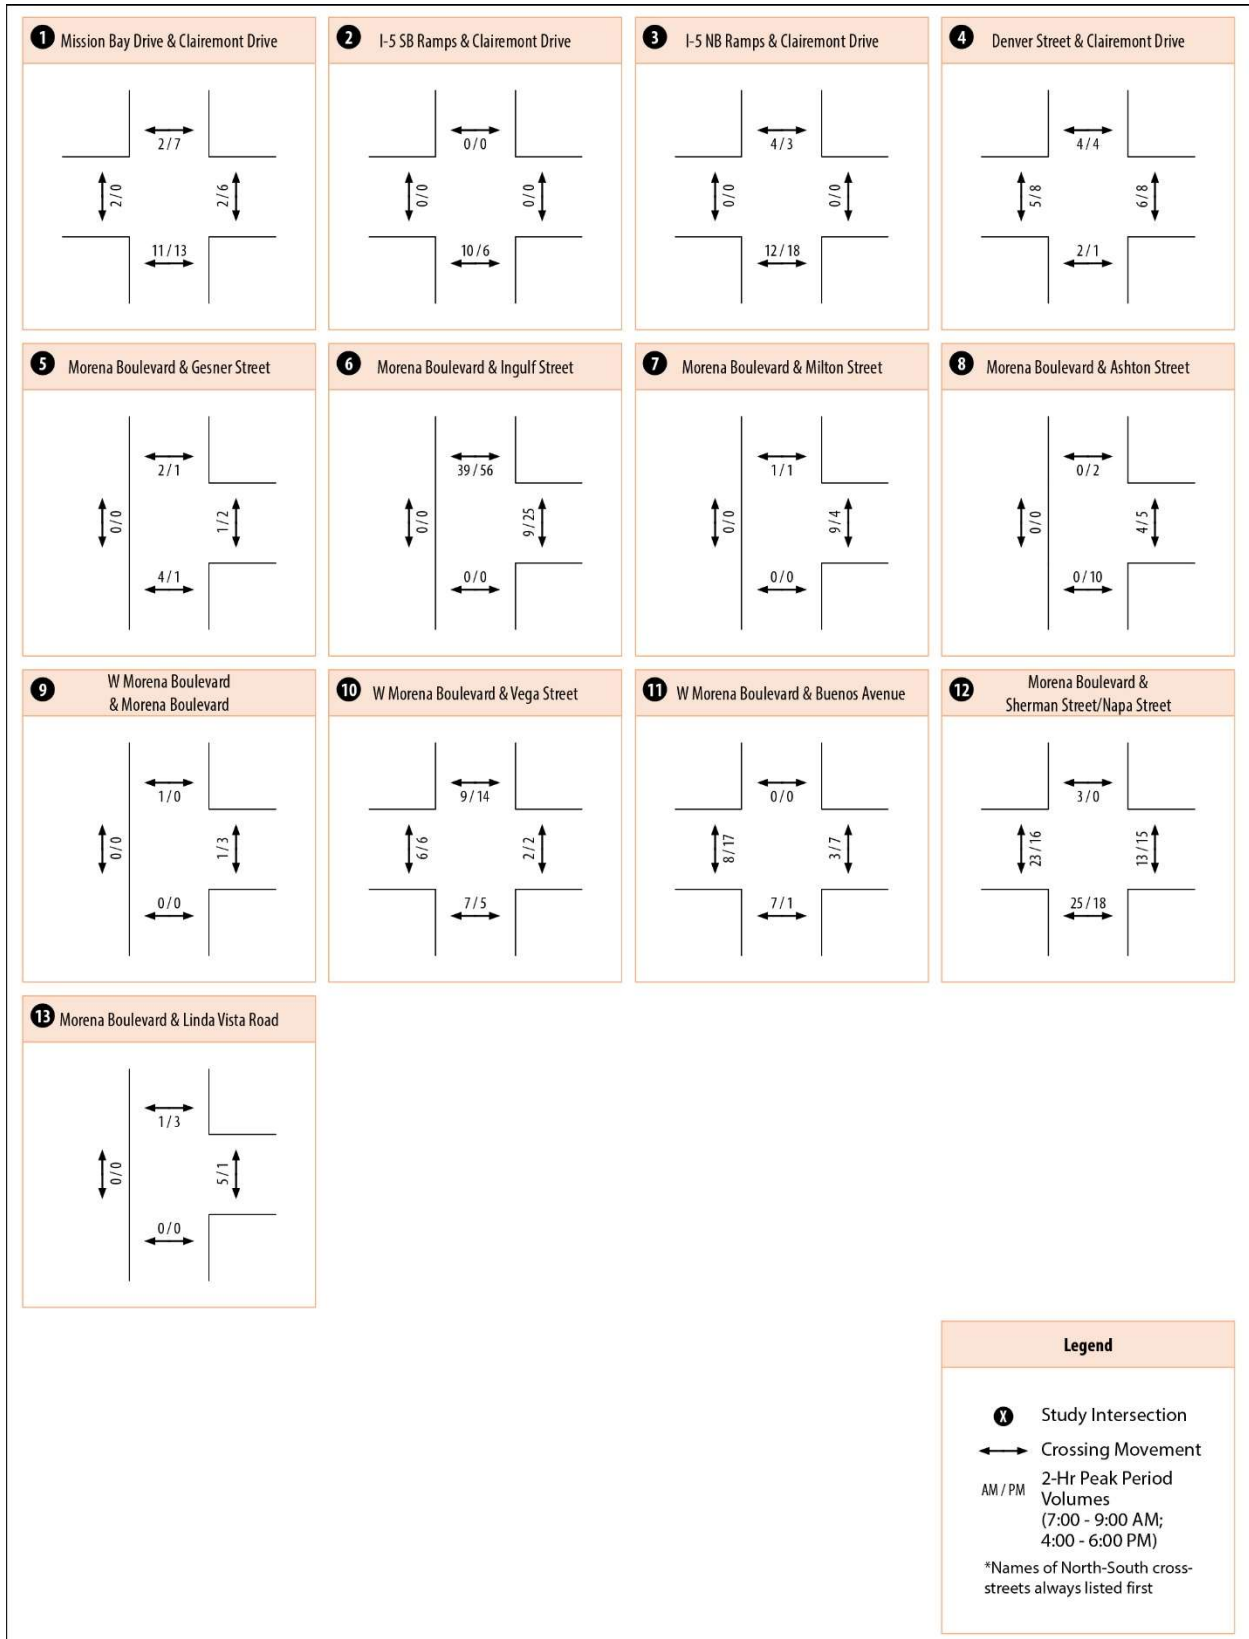 1 Mission Bay Drive & Clairemont Drive
2 / 7
2 / 0
2 / 6
11 / 13
2 I-5 SB Ramps & Clairemont Drive
0 / 0
0 / 0
0 / 0
10 / 6
3 I-5 NB Ramps & Clairemont Drive
4 / 3
0 / 0
0 / 0
12 / 18
4 Denver Street & Clairemont Drive
4 / 4
5 / 8
6 / 8
2 / 1
5 Morena Boulevard & Gesner Street
2 / 1
0 / 0
1 / 2
4 / 1
6 Morena Boulevard & Ingulf Street
39 / 56
0 / 0
9 / 25
0 / 0
7 Morena Boulevard & Milton Street
1 / 1
0 / 0
9 / 4
0 / 0
8 Morena Boulevard & Ashton Street
0 / 2
0 / 0
4 / 5
0 / 10
9 W Morena Boulevard
& Morena Boulevard
1 / 0
0 / 0
1 / 3
0 / 0
10 W Morena Boulevard & Vega Street
9 / 14
6 / 6
2 / 2
7 / 5
11 W Morena Boulevard & Buenos Avenue
0 / 0
8 / 17
3 / 7
7 / 1
12 Morena Boulevard &
Sherman Street/Napa Street
3 / 0
23 / 16
13 / 15
25 / 18
13 Morena Boulevard & Linda Vista Road
1 / 3
0 / 0
5 / 1
0 / 0
Legend
X Study Intersection
Crossing Movement
AM / PM 2-Hr Peak Period
Volumes
(7:00 - 9:00 AM;
4:00 - 6:00 PM)
*Names of North-South cross-
streets always listed first